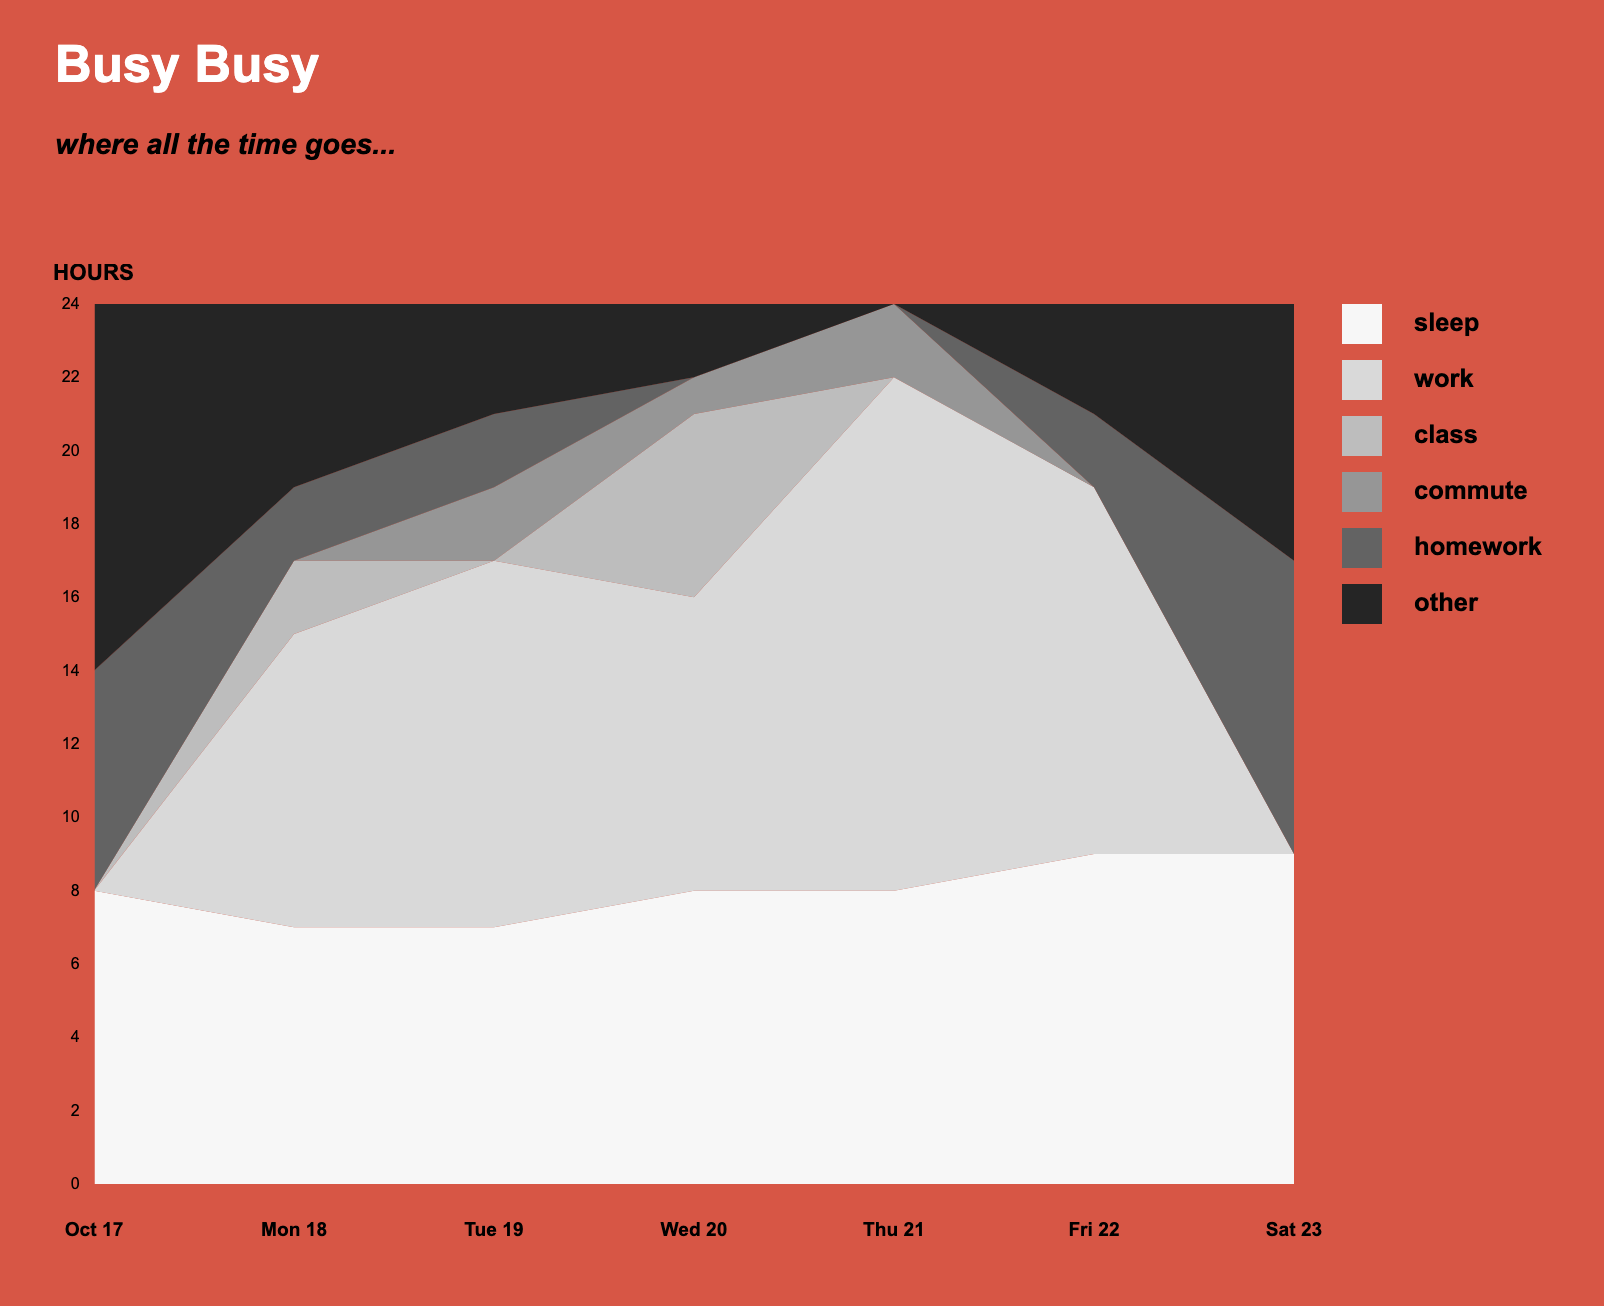 Busy Busy
where all the time goes...
HOURS
24
22
20
18
16
14
12
10
8
6
4
2
0
Oct 17 Mon 18 Tue 19 Wed 20 Thu 21 Fri 22 Sat 23
sleep
work
class
commute
homework
other